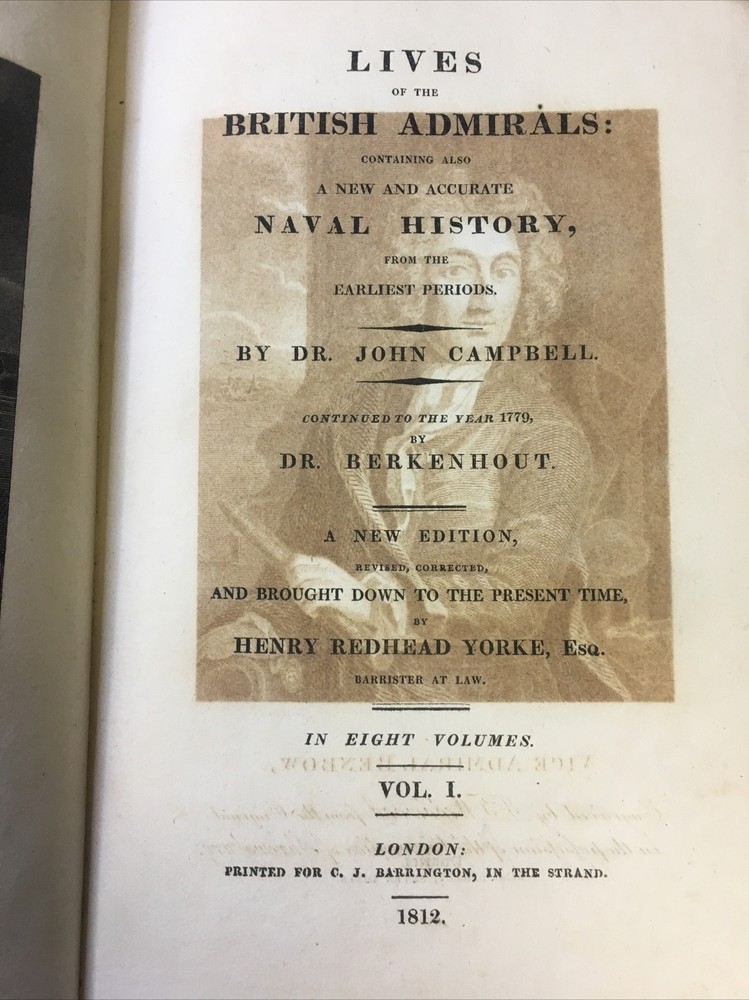 LIVES
OF THE
BRITISH ADMIRALS:
CONTAINING ALSO
A NEW AND ACCURATE
NAVAL HISTORY,
FROM THE
EARLIEST PERIODS.
BY DR. JOHN CAMPBELL.
CONTINUED TO THE YEAR 1779,
BY
DR. BERKENHOUT.
A NEW EDITION,
REVISED, CORRECTED,
AND BROUGHT DOWN TO THE PRESENT TIME,
BY
HENRY REDHEAD YORKE, Esq.
BARRISTER AT LAW.
IN EIGHT VOLUMES.
VICE ADMIRAL BENBOW,
VOL. I.
LONDON:
PRINTED FOR C. J. BARRINGTON, IN THE STRAND.
1812.